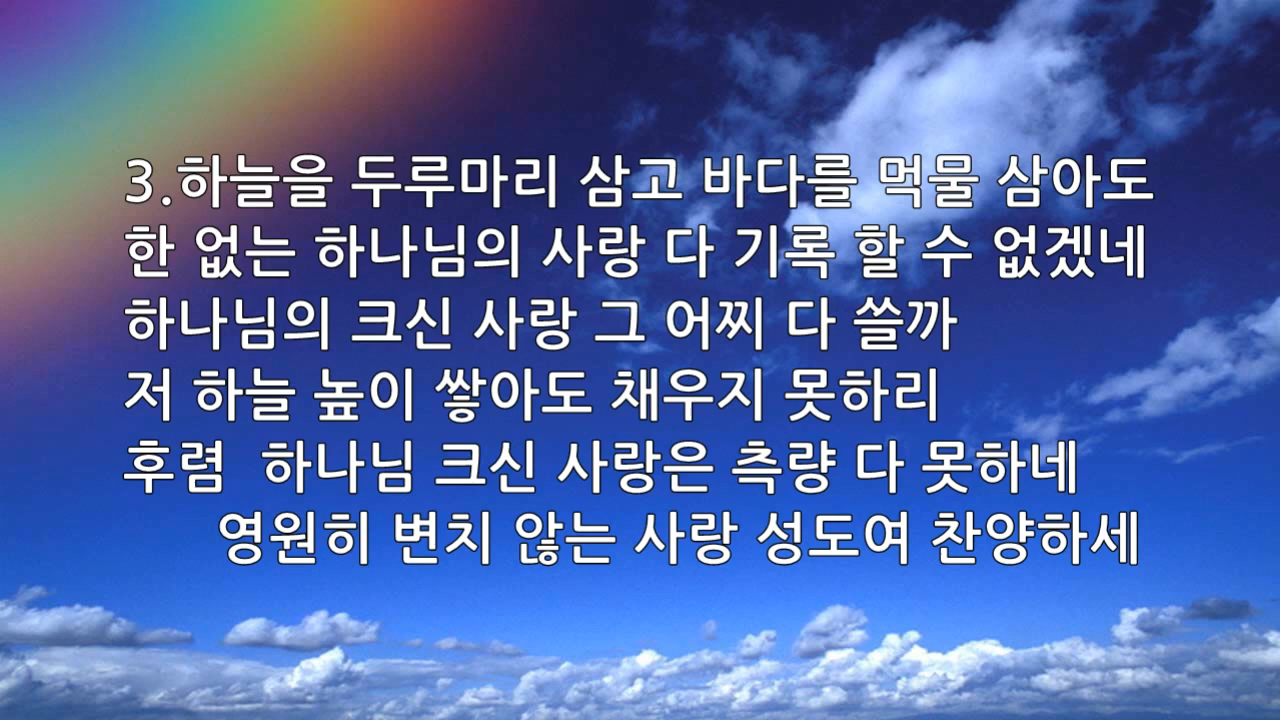 3.하늘을 두루마리 삼고 바다를 먹물 삼아도
한 없는 하나님의 사랑 다 기록 할 수 없겠네
하나님의 크신 사랑 그 어찌 다 쓸까
저 하늘 높이 쌓아도 채우지 못하리
후렴 하나님 크신 사랑은 측량 다 못하네
영원히 변치 않는 사랑 성도여 찬양하세